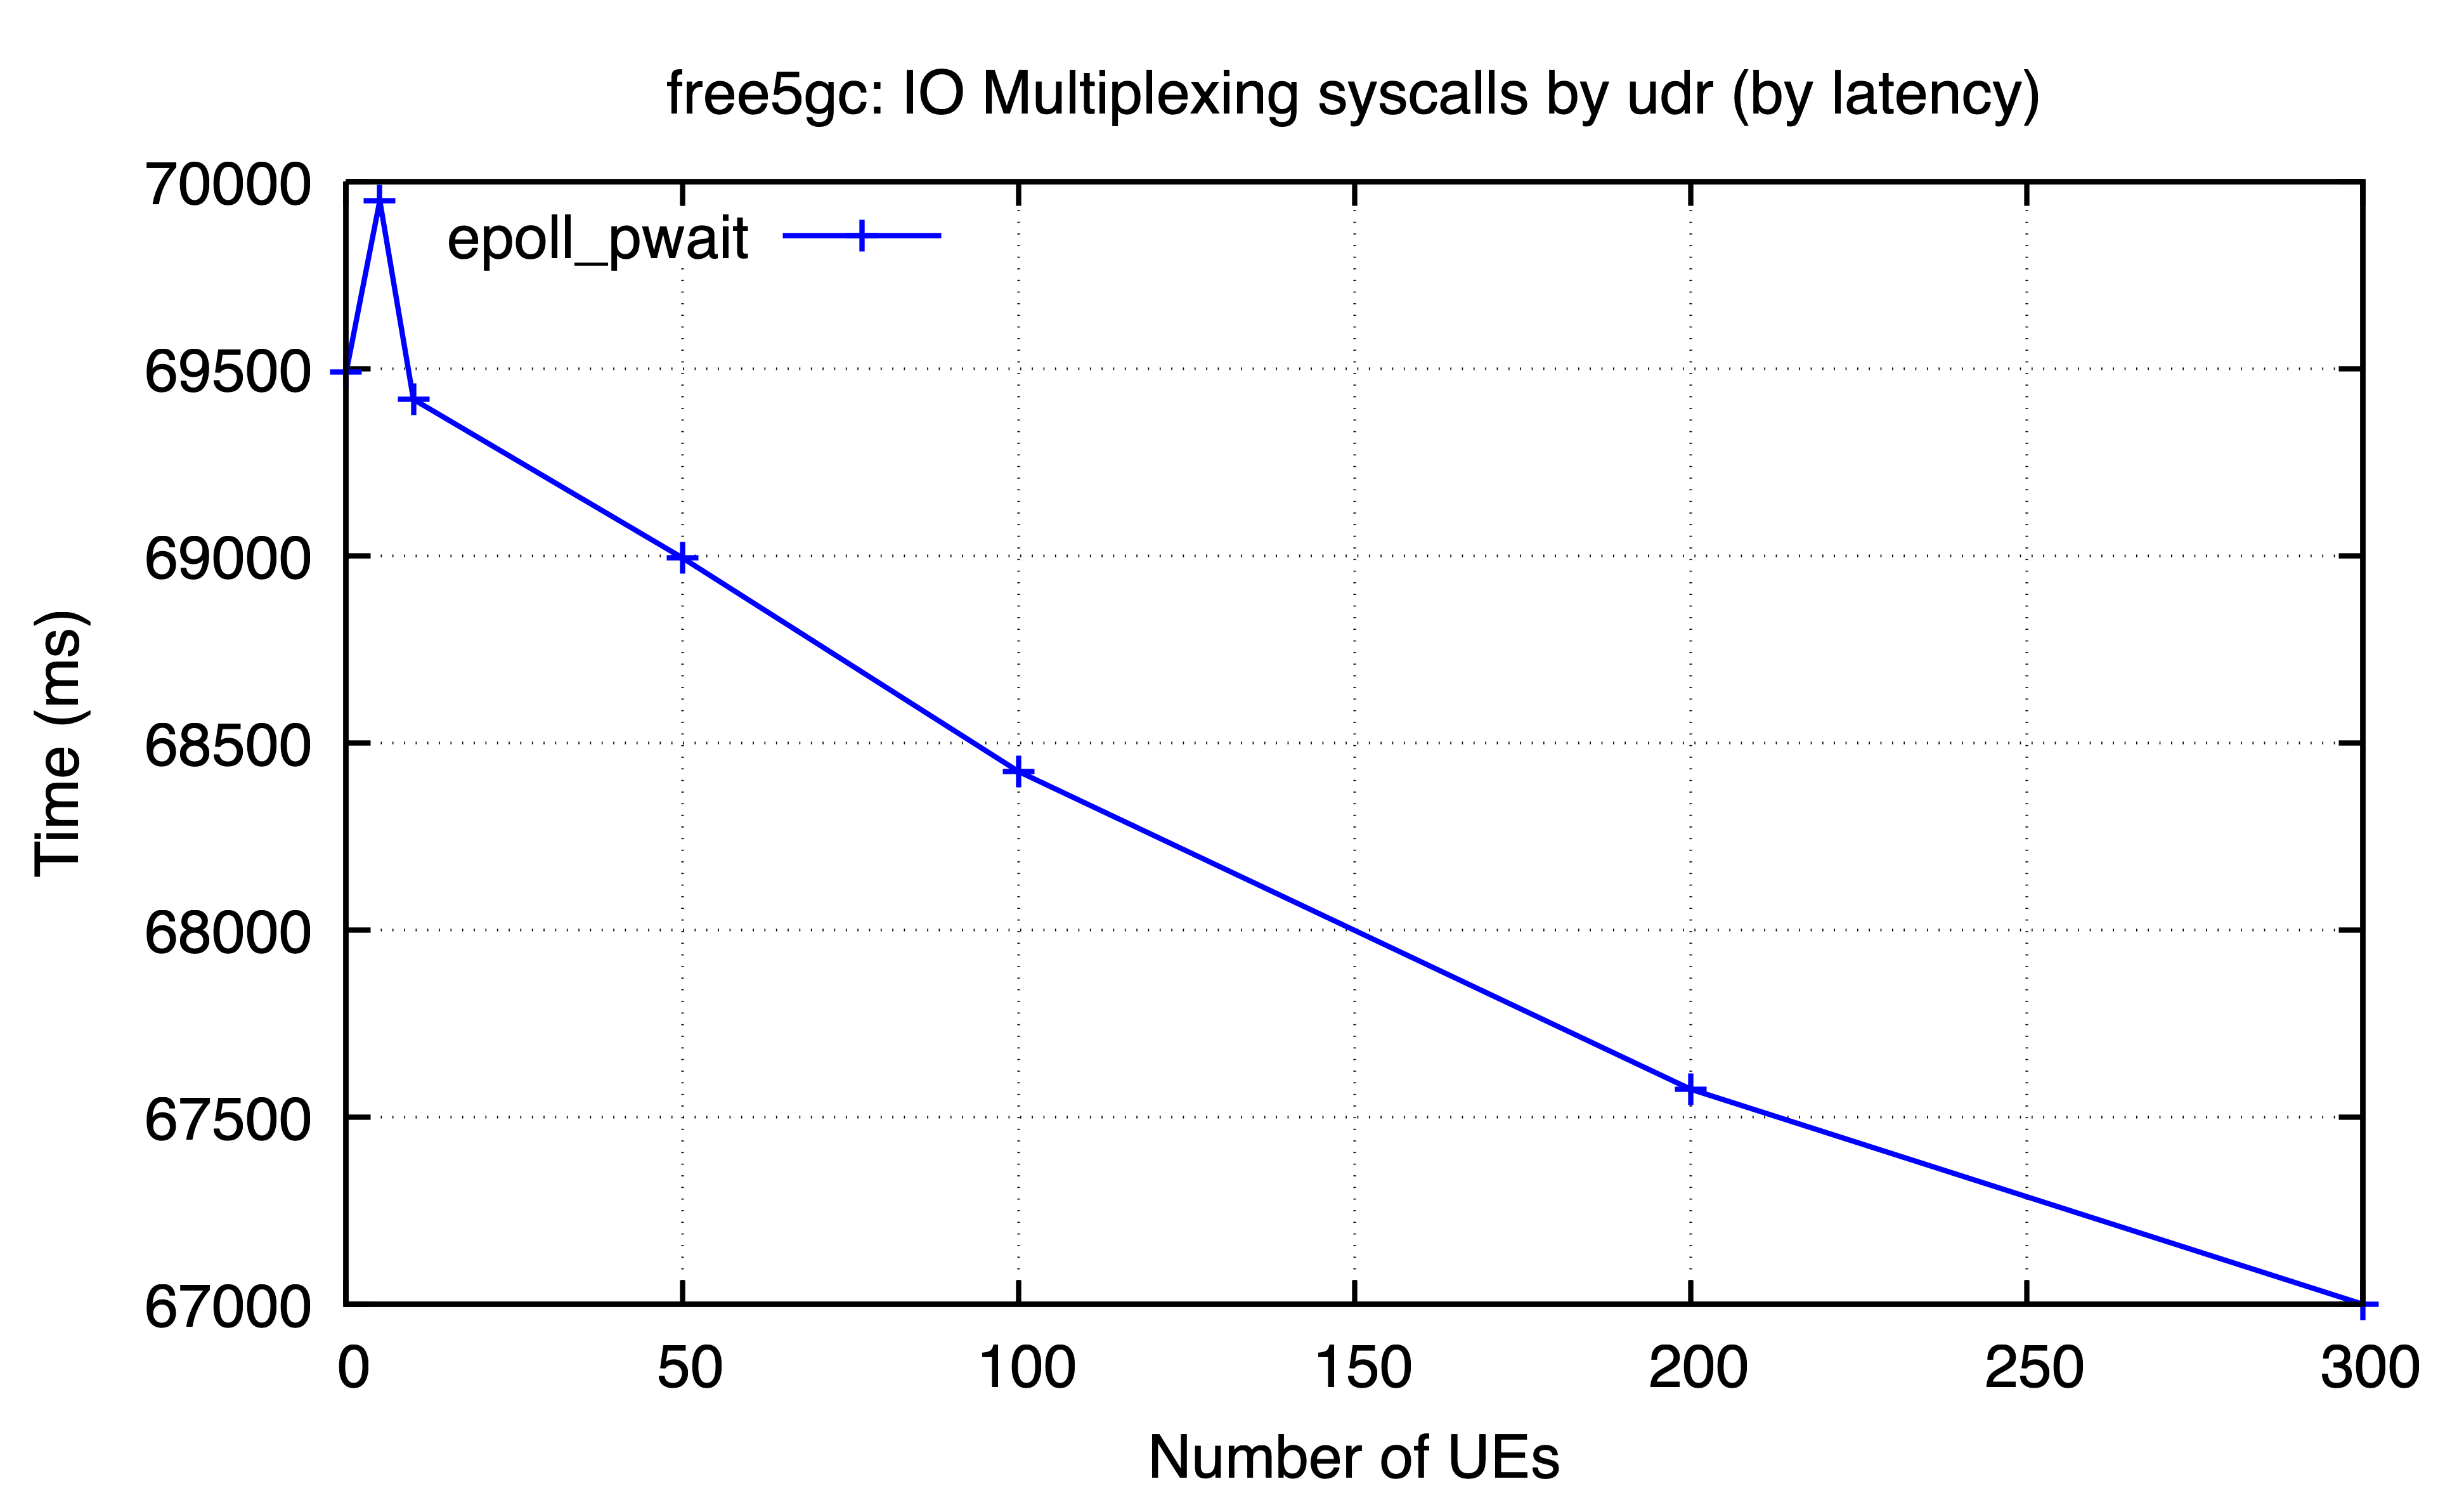 free5gc: IO Multiplexing syscalls by udr (by latency)
epoll_pwait
70000
69500
69000
68500
68000
67500
67000
Time (ms)
0 50 100 150 200 250 300
Number of UEs